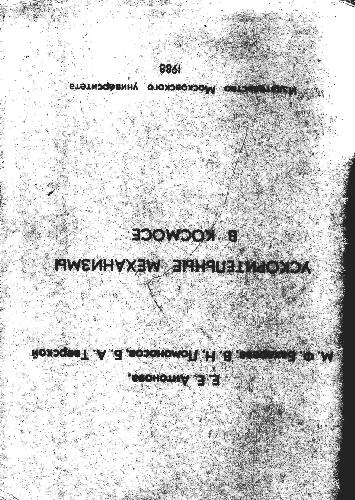 Е. Е. Антонова,
М. Ф. Бахарева, В. Н. Ломоносов, Б. А. Тверской
УСКОРИТЕЛЬНЫЕ МЕХАНИЗМЫ
В КОСМОСЕ
Издательство Московского университета
1988